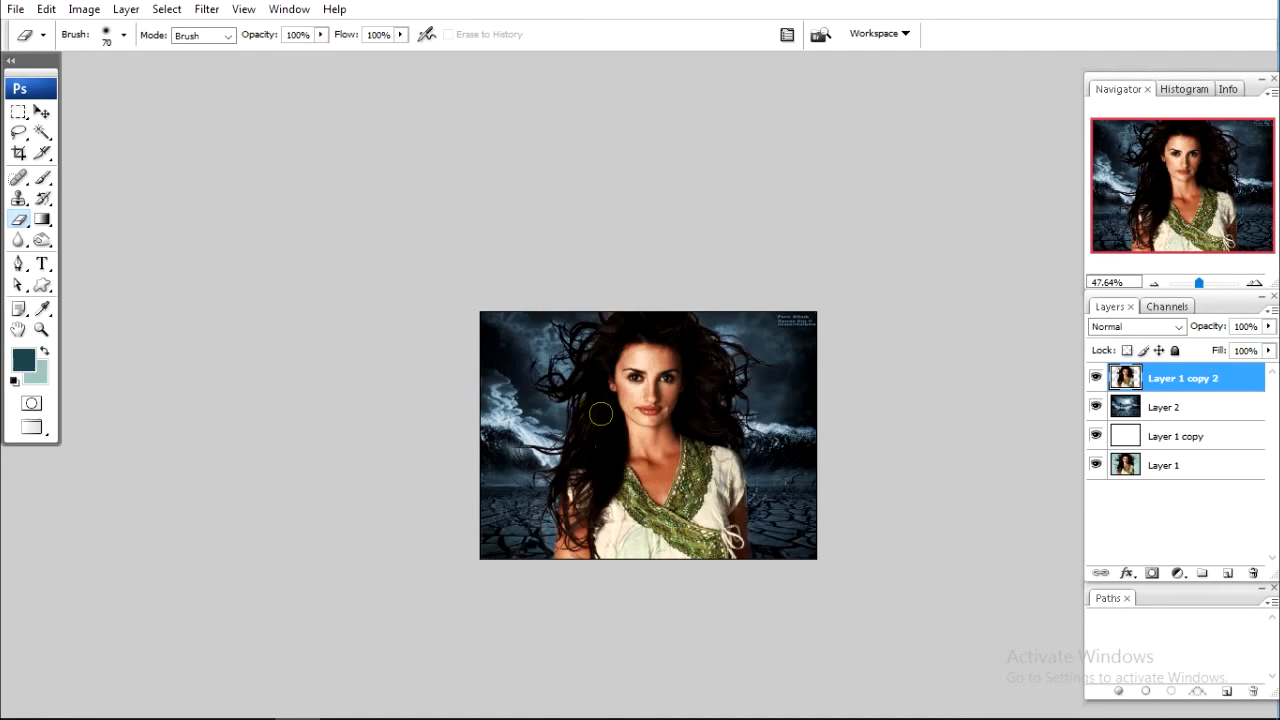 File Edit Image Layer Select Filter View Window Help
Brush: 70 Mode: Brush Opacity: 100% Flow: 100% Erase to History Workspace
Ps
T
Navigator Histogram Info
47.64%
Layers Channels
Normal Opacity: 100%
Lock: Fill: 100%
Layer 1 copy 2
Layer 2
Layer 1 copy
Layer 1
fx
Paths
Activate Windows
Go to Settings to activate Windows.